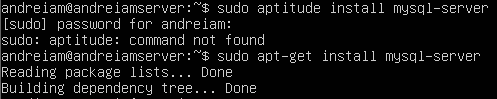 andreiam@andreiamserver:~$ sudo aptitude install mysql-server
[sudo] password for andreiam:
sudo: aptitude: command not found
andreiam@andreiamserver:~$ sudo apt-get install mysql-server
Reading package lists... Done
Building dependency tree... Done